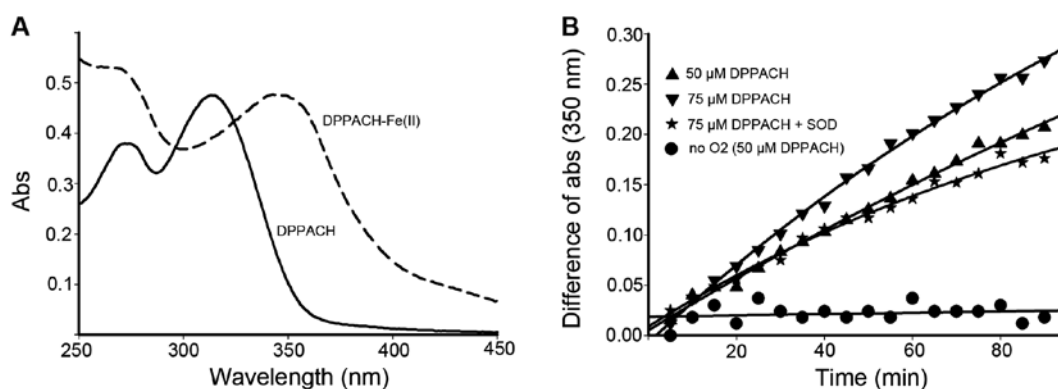 A
Abs
0.5
0.4
0.3
0.2
0.1
250
300
350
400
450
Wavelength (nm)
DPPACH-Fe(II)
DPPACH
B
Difference of abs (350 nm)
0.30
0.25
0.20
0.15
0.10
0.05
0.00
20
40
60
80
Time (min)
50 µM DPPACH
75 µM DPPACH
75 µM DPPACH + SOD
no O2 (50 µM DPPACH)